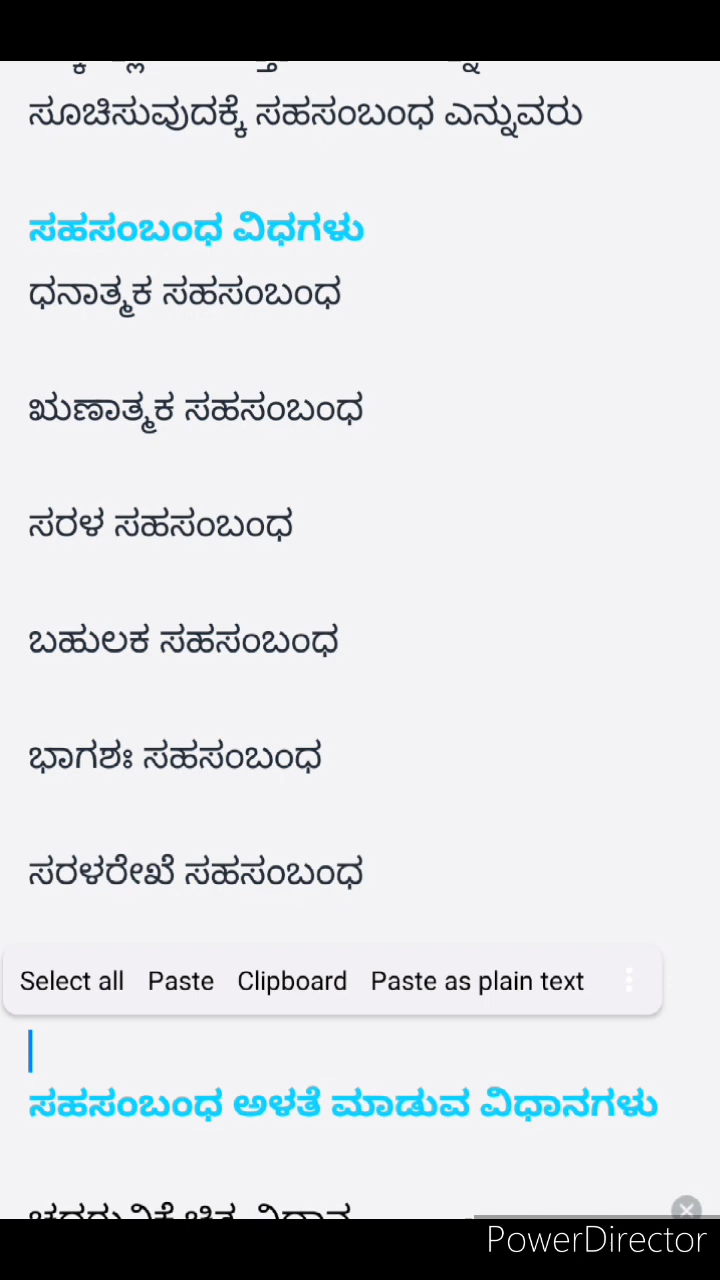 ಸೂಚಿಸುವುದಕ್ಕೆ ಸಹಸಂಬಂಧ ಎನ್ನುವರು
ಸಹಸಂಬಂಧ ವಿಧಗಳು
ಧನಾತ್ಮಕ ಸಹಸಂಬಂಧ
ಋಣಾತ್ಮಕ ಸಹಸಂಬಂಧ
ಸರಳ ಸಹಸಂಬಂಧ
ಬಹುಲಕ ಸಹಸಂಬಂಧ
ಭಾಗಶಃ ಸಹಸಂಬಂಧ
ಸರಳರೇಖೆ ಸಹಸಂಬಂಧ
Select all Paste Clipboard Paste as plain text
ಸಹಸಂಬಂಧ ಅಳತೆ ಮಾಡುವ ವಿಧಾನಗಳು
PowerDirector